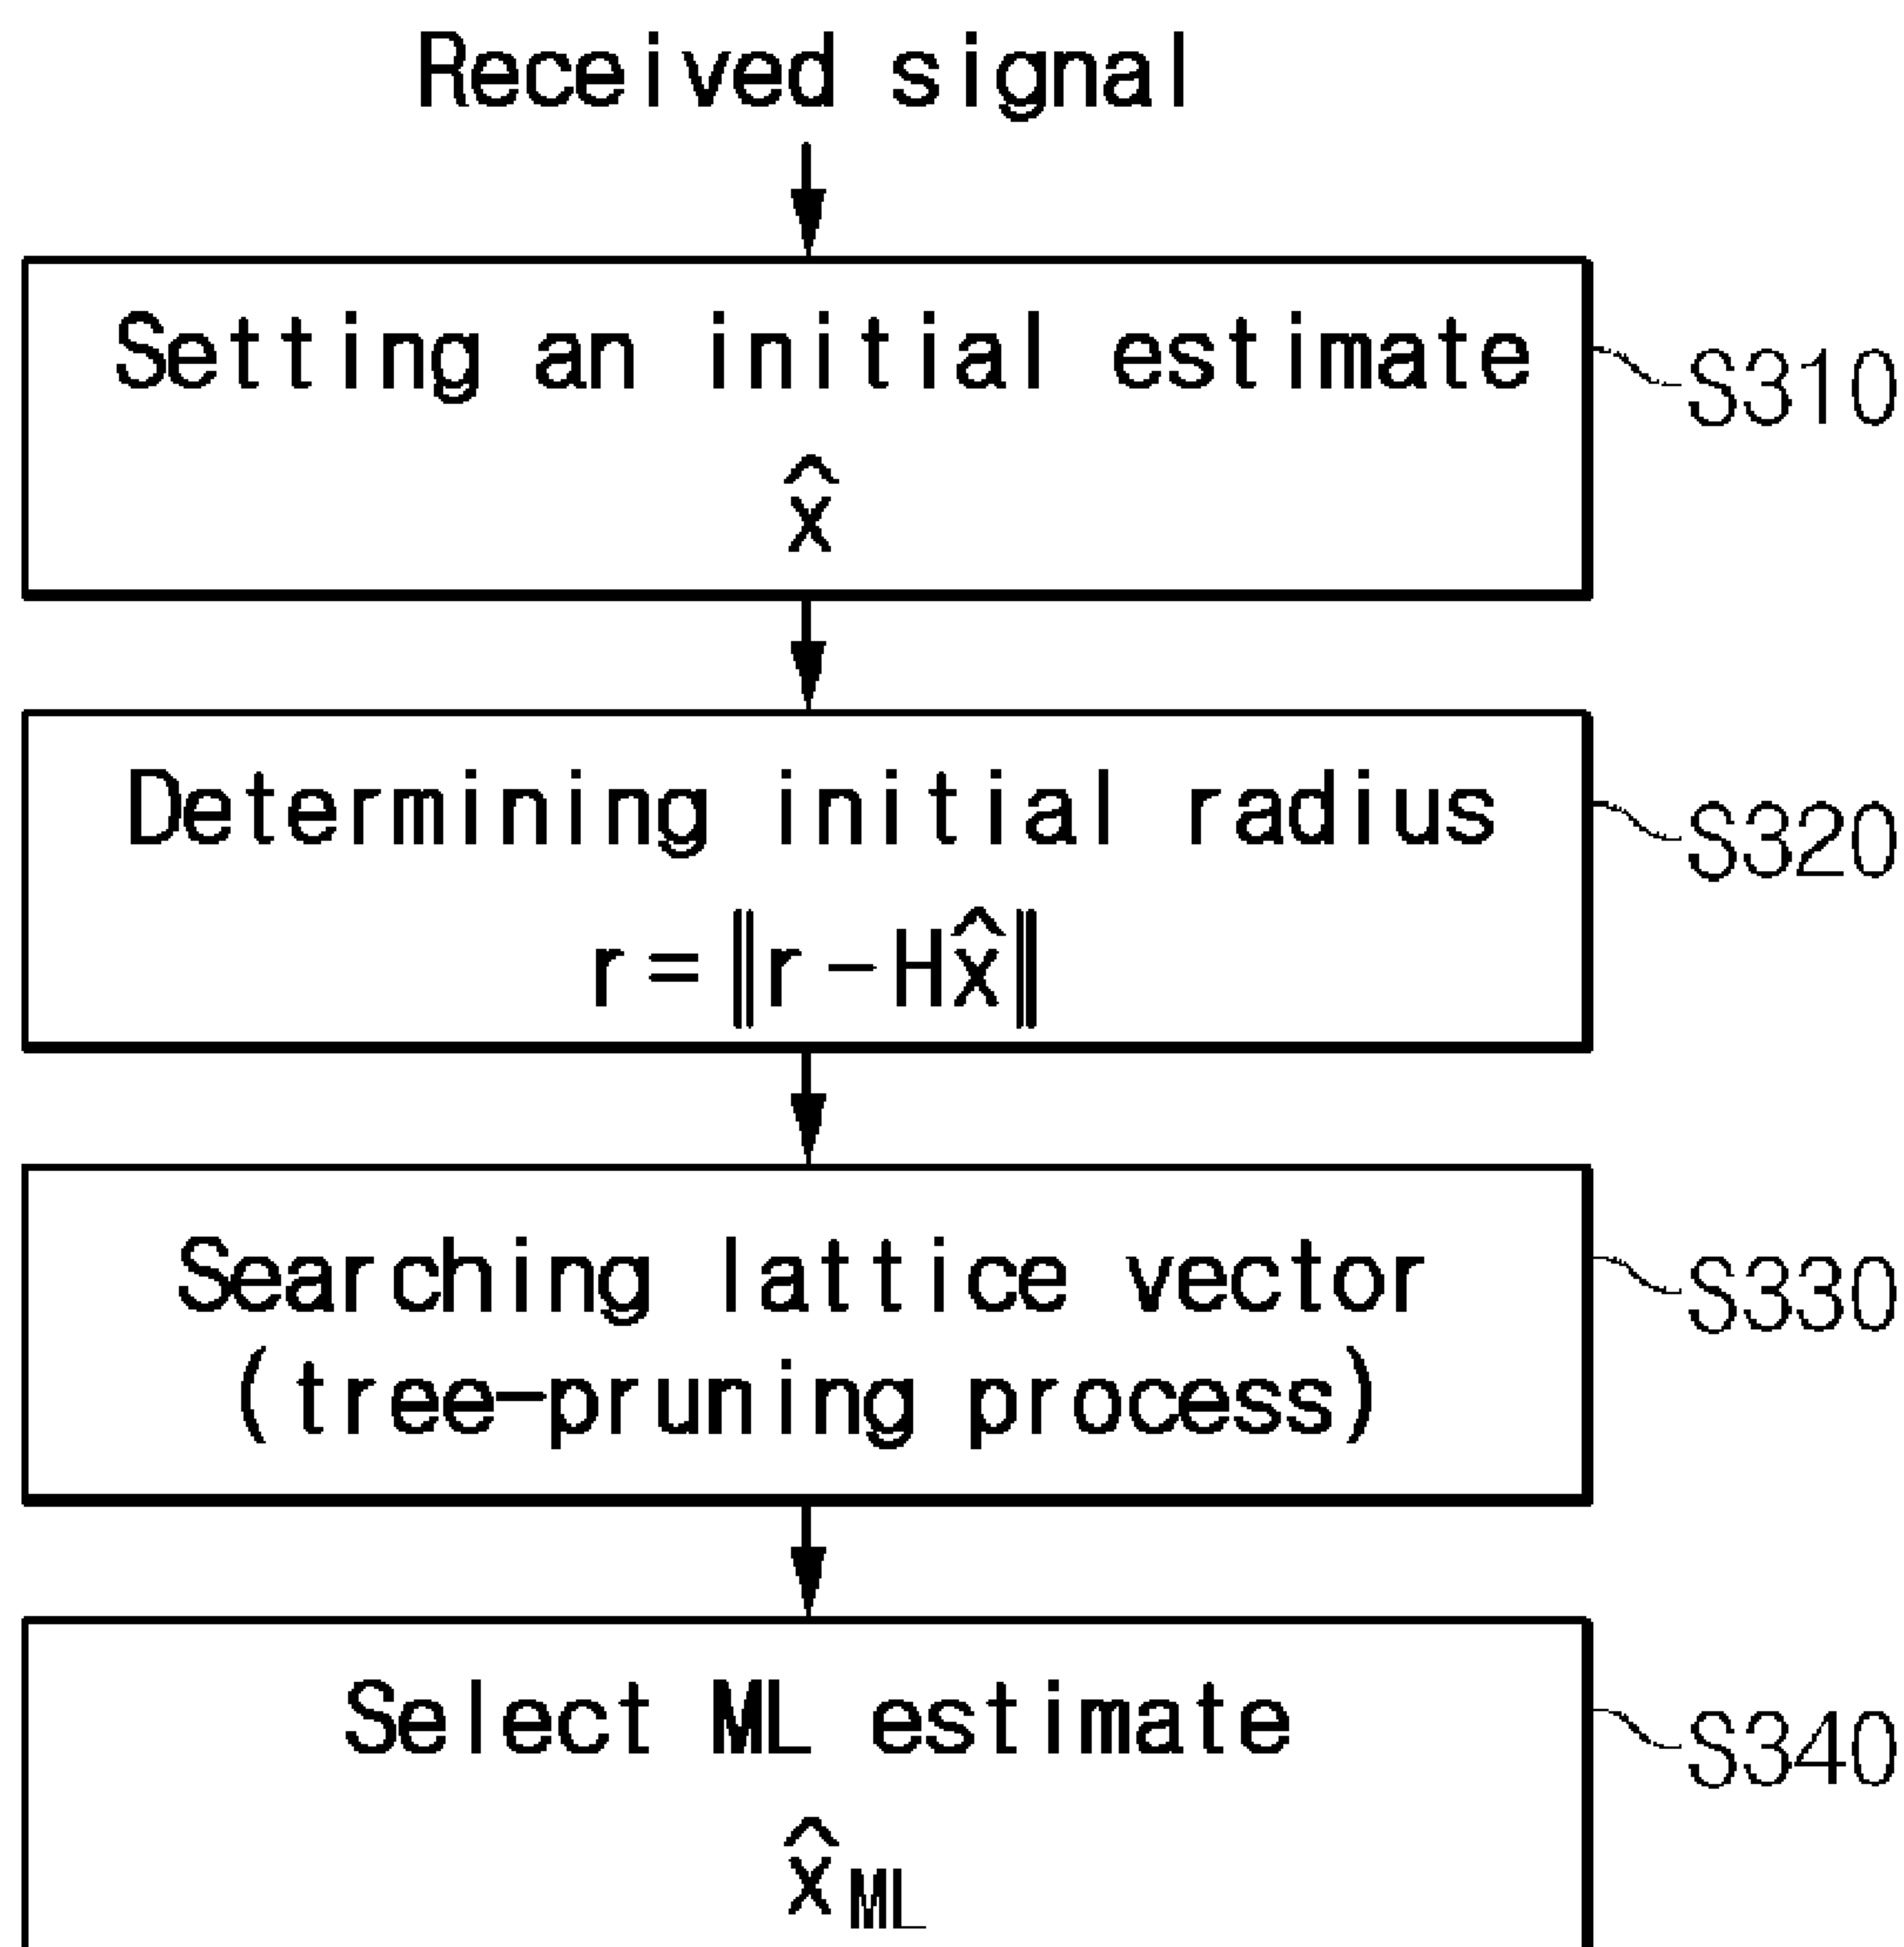 Received signal
Setting an initial estimate
S310
x̂
Determining initial radius
S320
r=‖r-Hx̂‖
Searching lattice vector
S330
(tree-pruning process)
Select ML estimate
S340
x̂ML